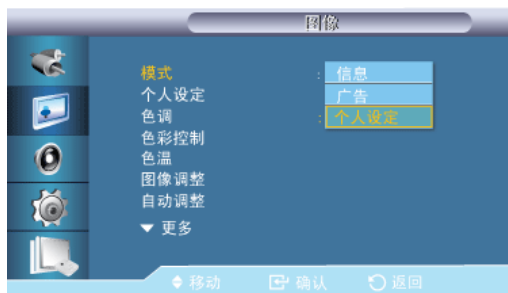 图像
模式 : 信息
个人设定 广告
色调 : 个人设定
色彩控制
色温
图像调整
自动调整
▼ 更多
移动 确认 返回